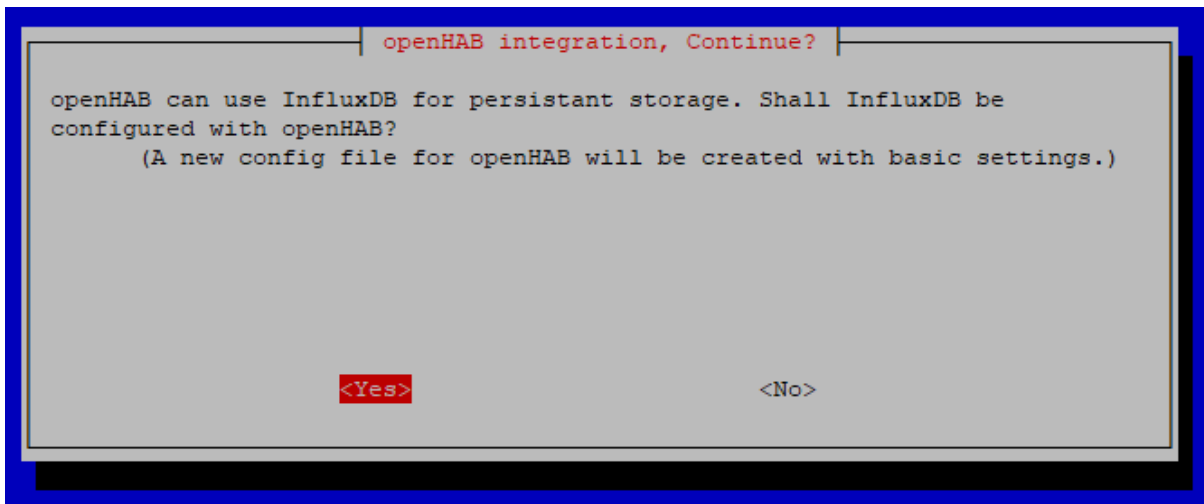 openHAB integration, Continue?
openHAB can use InfluxDB for persistant storage. Shall InfluxDB be
configured with openHAB?
(A new config file for openHAB will be created with basic settings.)
<Yes> <No>